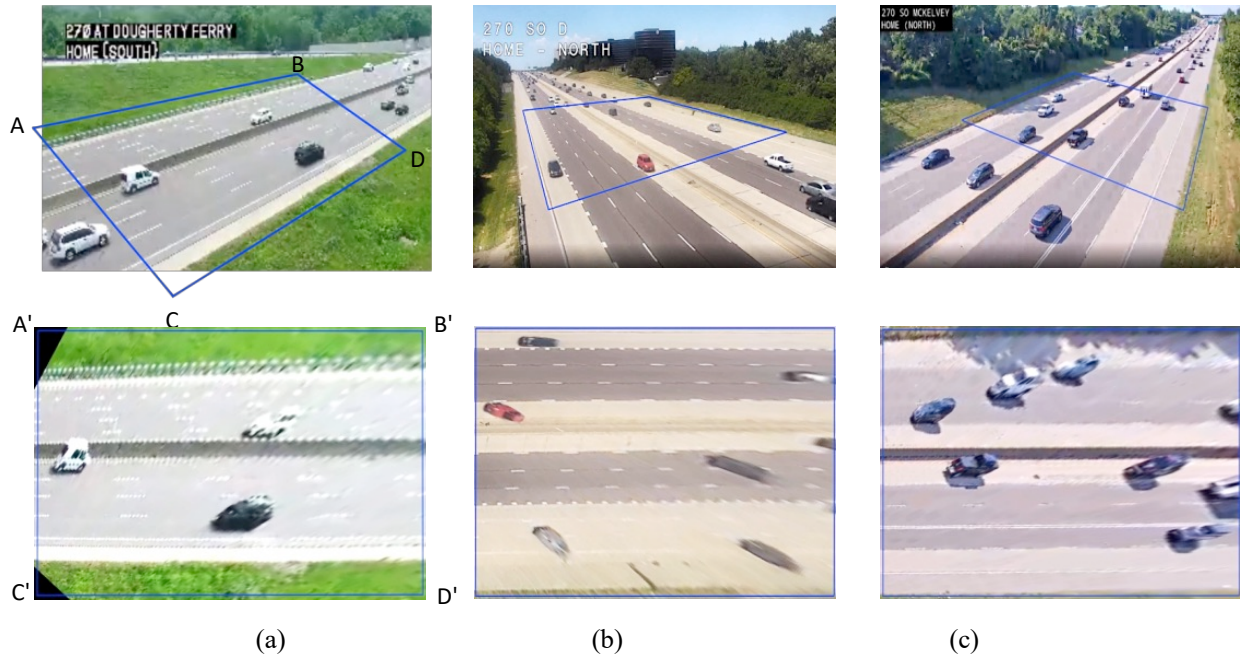 270 AT DOUGHERTY FERRY
HOME (SOUTH)
A
B
D
C
270 SO D
HOME - NORTH
270 SO MCKELVEY
HOME (NORTH)
A'
B'
C'
D'
(a)
(b)
(c)